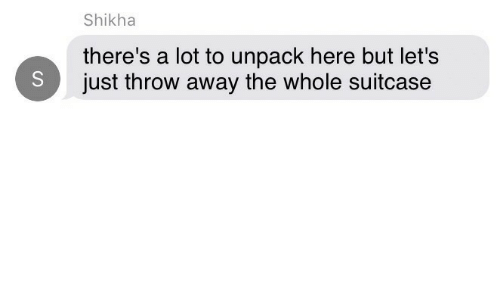 Shikha
S
there's a lot to unpack here but let's
just throw away the whole suitcase